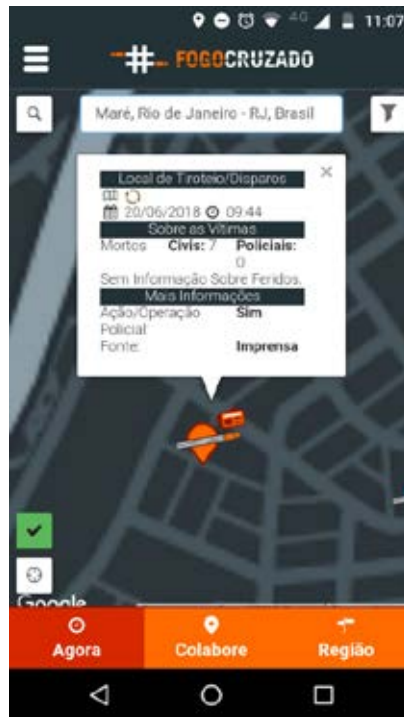 4G 11:07
FOGOCRUZADO
Maré, Rio de Janeiro - RJ, Brasil
Local de Tiroteio/Disparos
20/06/2018 09:44
Sobre as Vítimas
Mortos Civis: 7 Policiais:
0
Sem Informação Sobre Feridos.
Mais Informações
Ação/Operação Sim
Policial:
Fonte: Imprensa
Google
Agora Colabore Região